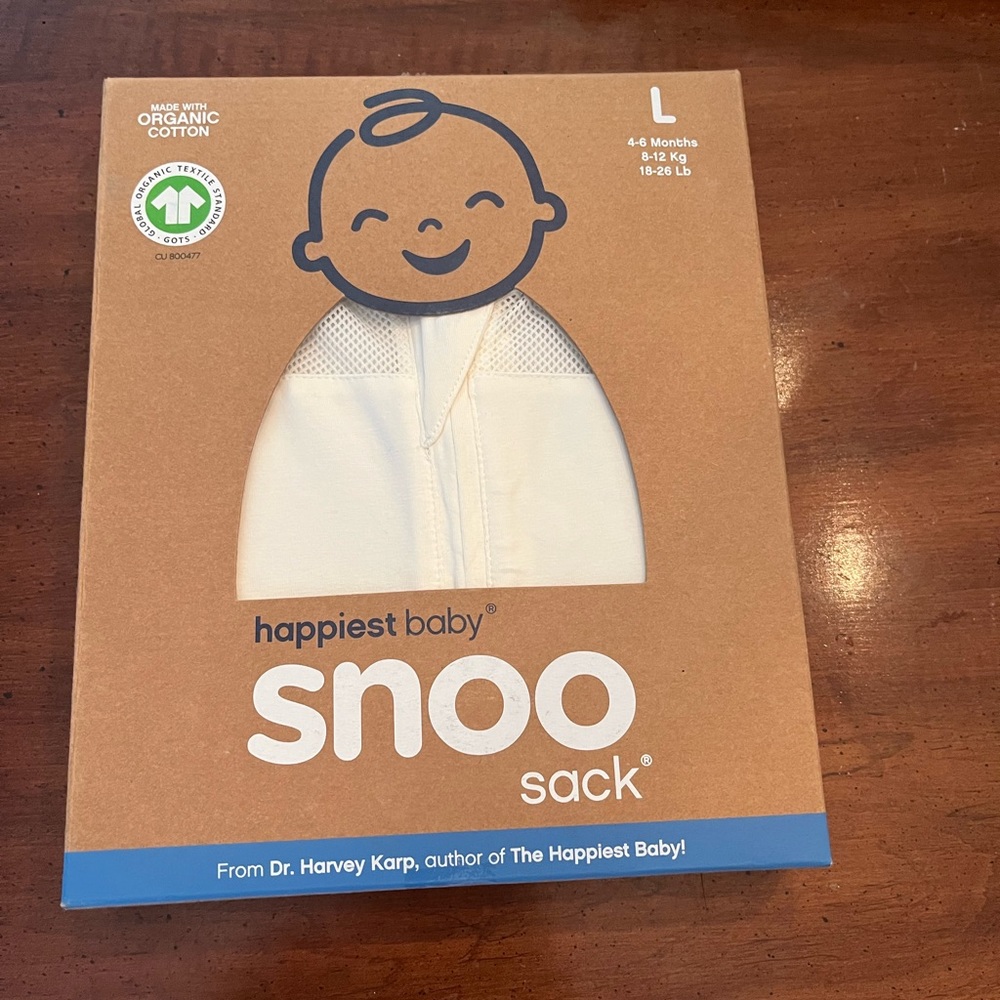 MADE WITH
ORGANIC
COTTON
GLOBAL ORGANIC TEXTILE STANDARD · GOTS ·
CU 800477
L
4-6 Months
8-12 Kg
18-26 Lb
happiest baby®
snoo
sack®
From Dr. Harvey Karp, author of The Happiest Baby!